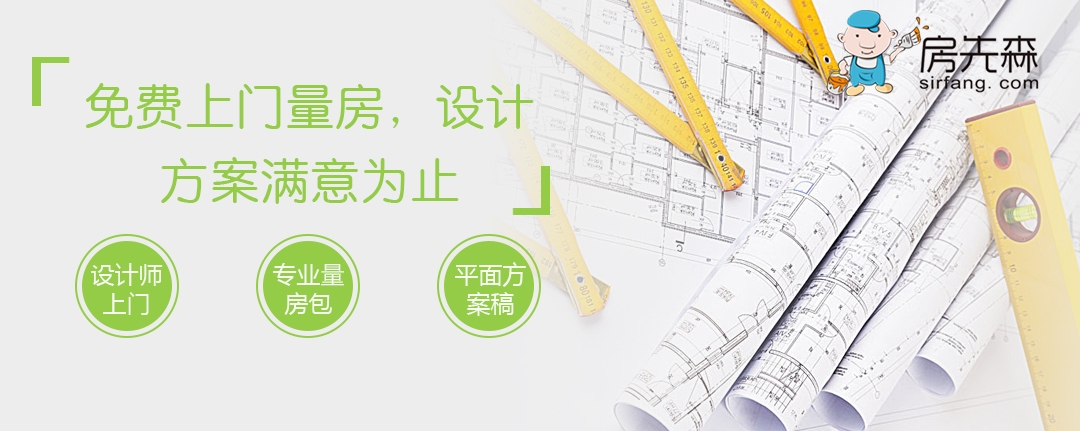 免费上门量房，设计
方案满意为止
设计师
上门
专业量
房包
平面方
案稿
房先森
sirfang. com